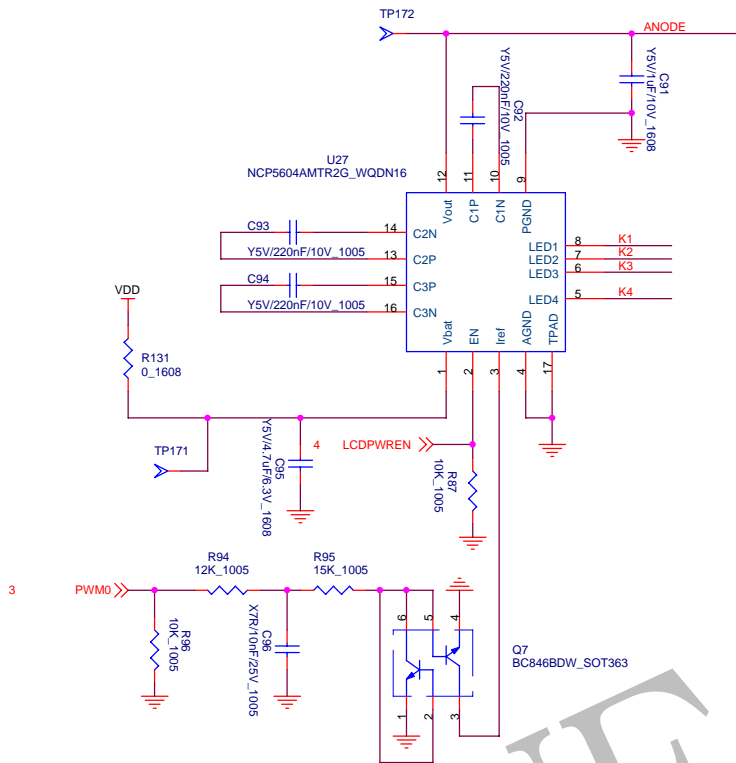 TP172
ANODE
Y5V/220nF/10V_1005
C92
C91
Y5V/1uF/10V_1608
U27
NCP5604AMTR2G_WQDN16
12
11
10
9
Vout
C1P
C1N
PGND
C93
14
C2N
Y5V/220nF/10V_1005
13
C2P
C94
15
C3P
Y5V/220nF/10V_1005
16
C3N
LED1
8
K1
LED2
7
K2
LED3
6
K3
LED4
5
K4
Vbat
EN
Iref
AGND
TPAD
1
2
3
4
17
VDD
R131
0_1608
TP171
Y5V/4.7uF/6.3V_1608
C95
4
LCDPWREN
R87
10K_1005
3
PWM0
R94
12K_1005
R95
15K_1005
R96
10K_1005
C96
X7R/10nF/25V_1005
6
5
4
1
2
3
Q7
BC846BDW_SOT363